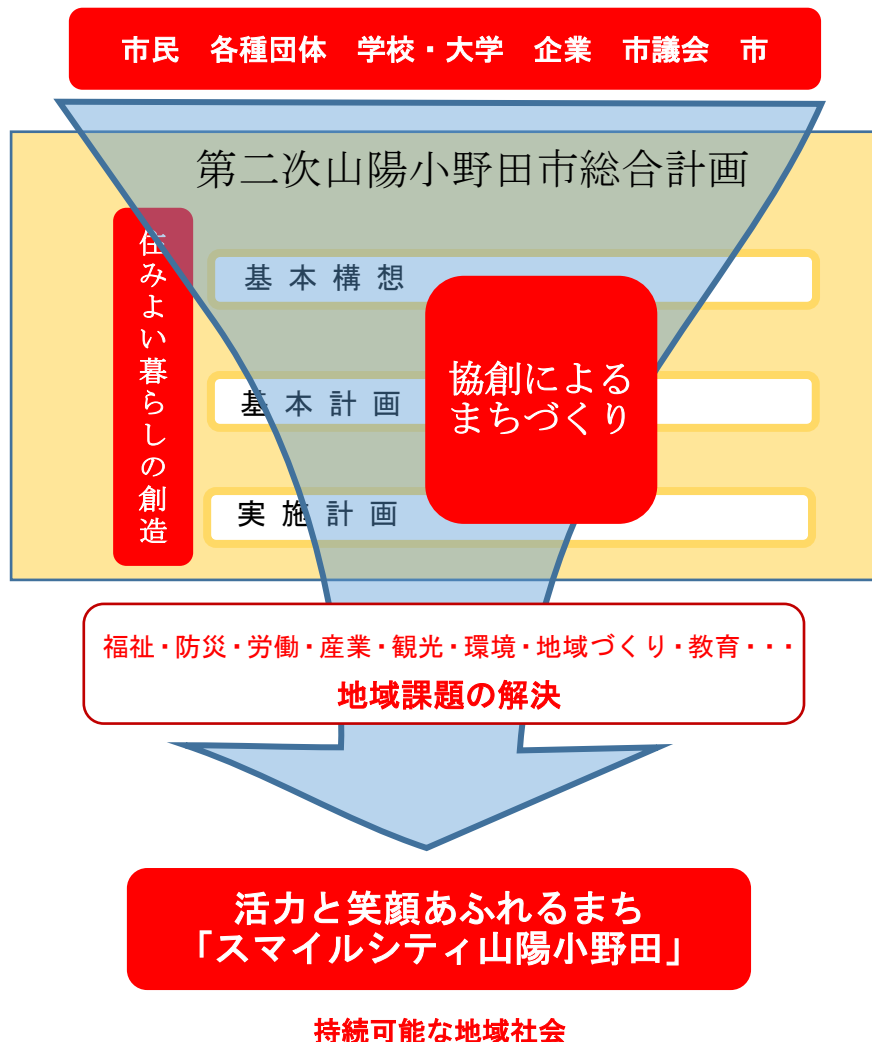 市民　各種団体　学校・大学　企業　市議会　市
第二次山陽小野田市総合計画
住みよい暮らしの創造
基本構想
基本計画
実施計画
協創による
まちづくり
福祉・防災・労働・産業・観光・環境・地域づくり・教育・・・
地域課題の解決
活力と笑顔あふれるまち
「スマイルシティ山陽小野田」
持続可能な地域社会